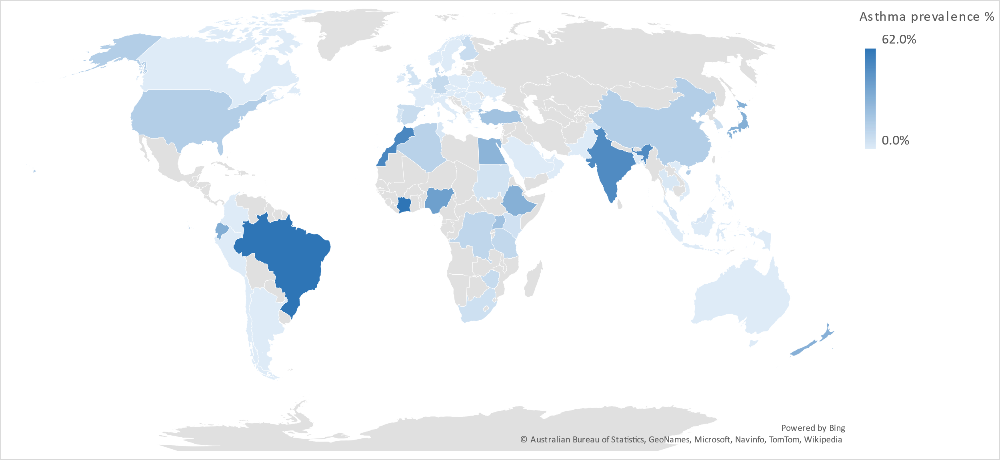 Asthma prevalence %
62.0%
0.0%
Powered by Bing
© Australian Bureau of Statistics, GeoNames, Microsoft, Navinfo, TomTom, Wikipedia